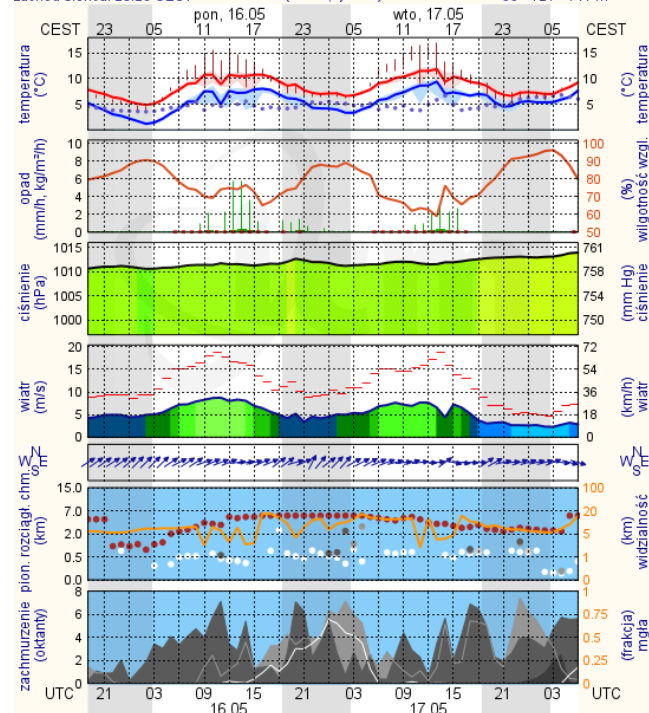 pon, 16.05 wto, 17.05
CEST 23 05 11 17 23 05 11 17 23 05 CEST
temperatura (°C) 15 10 5 15 10 5 temperatura (°C)
opad (mm/h, kg/m²/h) 10 8 6 4 2 0 100 90 80 70 60 50 (%) wilgotność wzgl.
ciśnienie (hPa) 1015 1010 1005 1000 761 758 754 750 (mm Hg) ciśnienie
wiatr (m/s) 20 15 10 5 0 72 54 36 18 0 (km/h) wiatr
N W E S N W E S
pion. rozciągł. chm. (km) 15.0 7.0 2.0 0.5 0.0 100 20 5 1 0 (km) widzialność
zachmurzenie (oktanty) 8 6 4 2 0 1 0.75 0.5 0.25 0 (frakcja) mgła
UTC 21 03 09 15 21 03 09 15 21 03 UTC
16.05 17.05